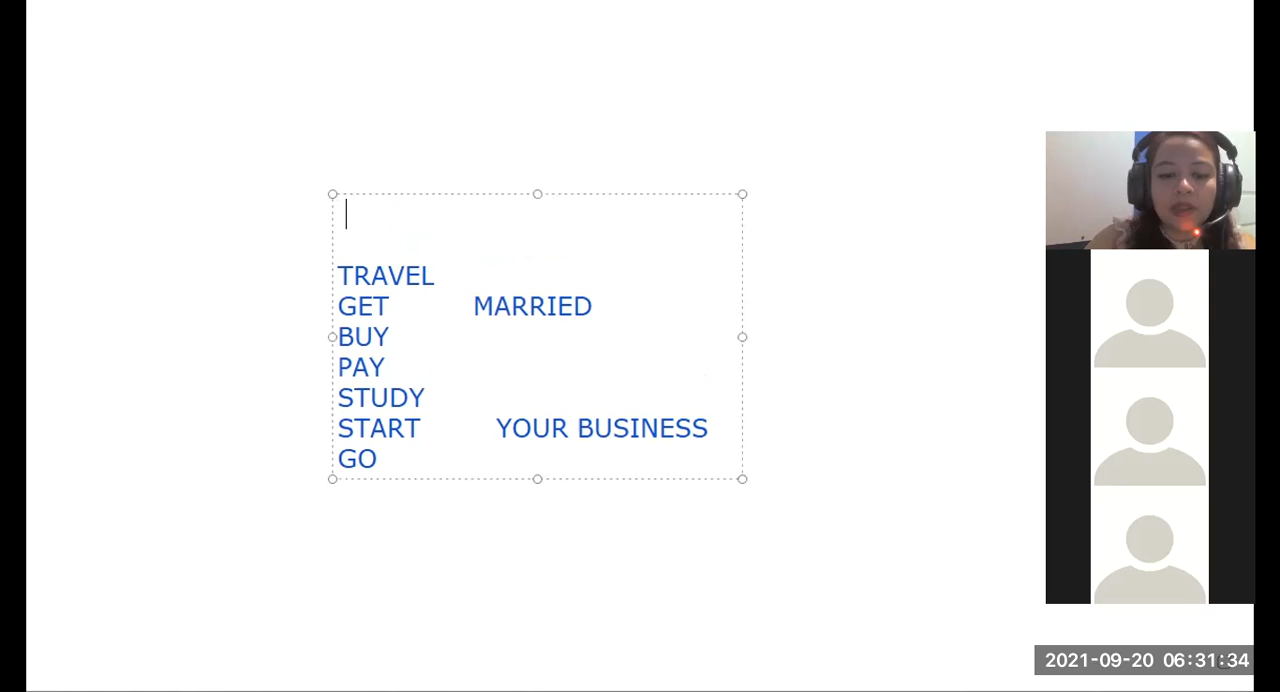 TRAVEL
GET MARRIED
BUY
PAY
STUDY
START YOUR BUSINESS
GO
2021-09-20 06:31:34